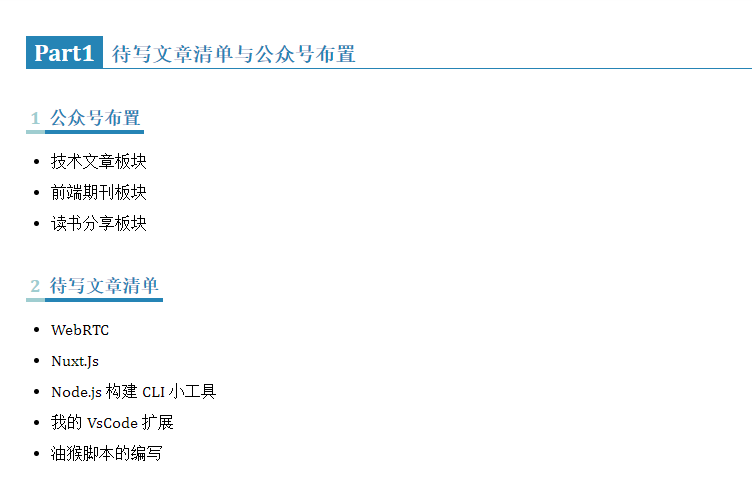 Part1 待写文章清单与公众号布置
1 公众号布置
技术文章板块
前端期刊板块
读书分享板块
2 待写文章清单
WebRTC
Nuxt.Js
Node.js 构建 CLI 小工具
我的 VsCode 扩展
油猴脚本的编写